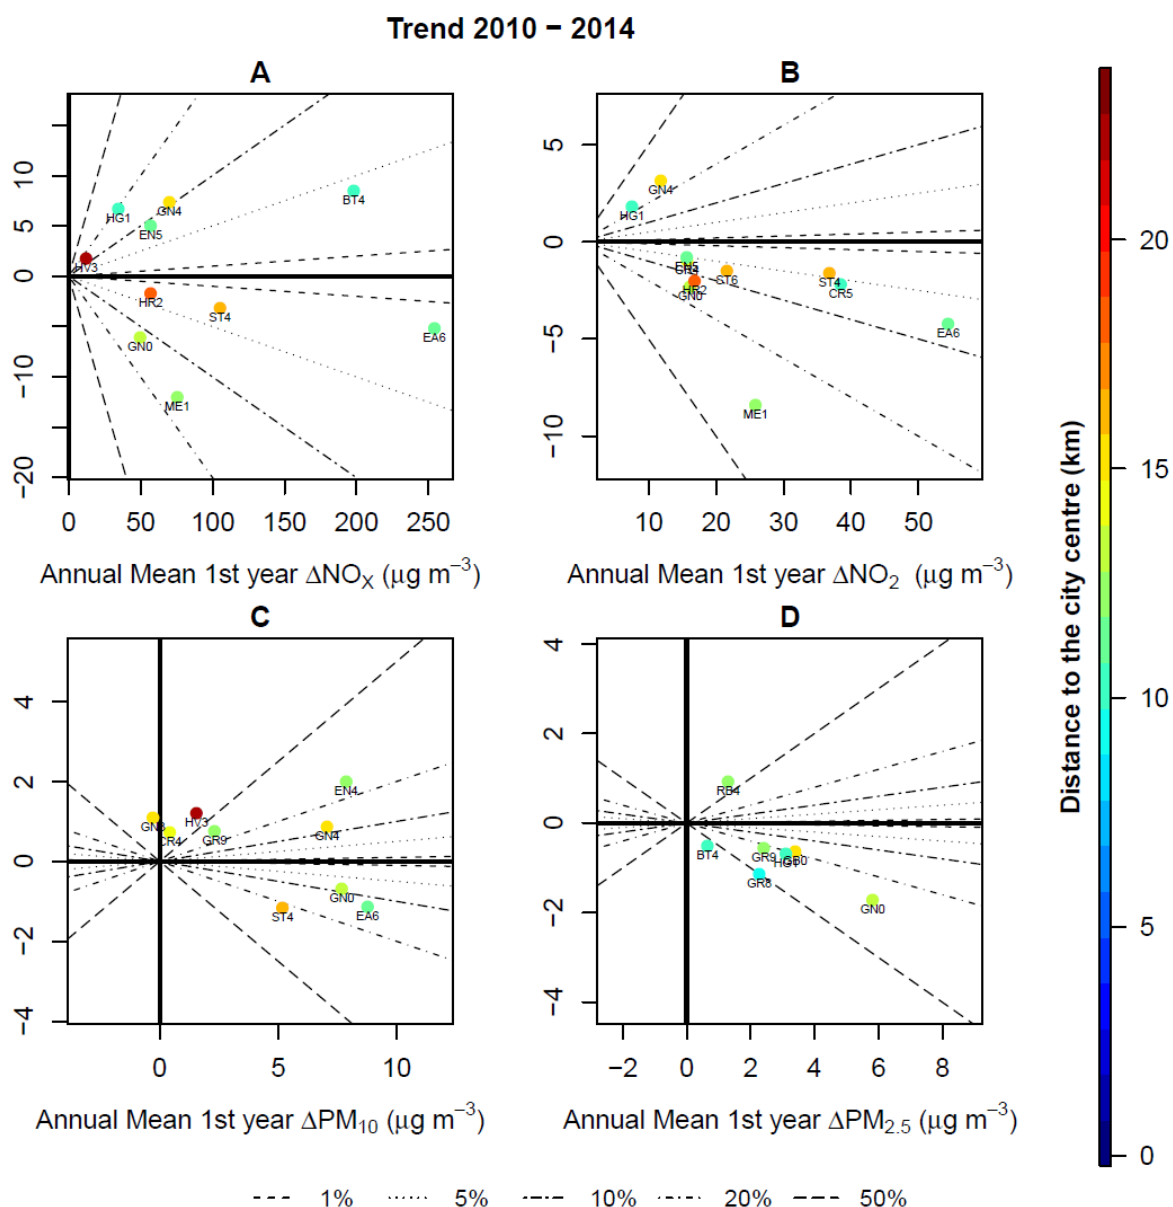 Trend 2010 − 2014
A
B
10
5
0
−10
−20
HG1
GN4
EN5
BT4
HV3
HR2
ST4
GN0
EA6
ME1
0 50 100 150 200 250
Annual Mean 1st year ΔNOX (μg m−3)
5
0
−5
−10
GN4
HG1
EN5
ST6
ST4
HR2
CR5
GN0
EA6
ME1
10 20 30 40 50
Annual Mean 1st year ΔNO2 (μg m−3)
C
D
4
2
0
−2
−4
EN4
HV3
GN3
CR4
GR9
GN4
GN0
ST4
EA6
0 5 10
Annual Mean 1st year ΔPM10 (μg m−3)
4
2
0
−2
−4
RB4
BT4
GR9
HG1
GB0
GR8
GN0
−2 0 2 4 6 8
Annual Mean 1st year ΔPM2.5 (μg m−3)
Distance to the city centre (km)
20
15
10
5
0
1% 5% 10% 20% 50%